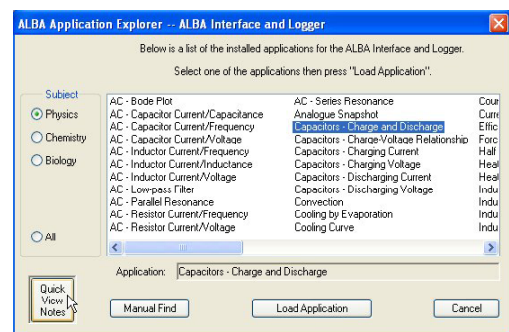 ALBA Application Explorer -- ALBA Interface and Logger
Below is a list of the installed applications for the ALBA Interface and Logger.
Select one of the applications then press "Load Application".
Subject
Physics
Chemistry
Biology
All
AC - Bode Plot
AC - Capacitor Current/Capacitance
AC - Capacitor Current/Frequency
AC - Capacitor Current/Voltage
AC - Inductor Current/Frequency
AC - Inductor Current/Inductance
AC - Inductor Current/Voltage
AC - Low-pass Filter
AC - Parallel Resonance
AC - Resistor Current/Frequency
AC - Resistor Current/Voltage
AC - Series Resonance
Analogue Snapshot
Capacitors - Charge and Discharge
Capacitors - Charge-Voltage Relationship
Capacitors - Charging Current
Capacitors - Charging Voltage
Capacitors - Discharging Current
Capacitors - Discharging Voltage
Convection
Cooling by Evaporation
Cooling Curve
Cour
Curre
Effic
Forc
Half
Heat
Heat
Indu
Indu
Indu
Indu
Application: Capacitors - Charge and Discharge
Quick
View
Notes
Manual Find
Load Application
Cancel